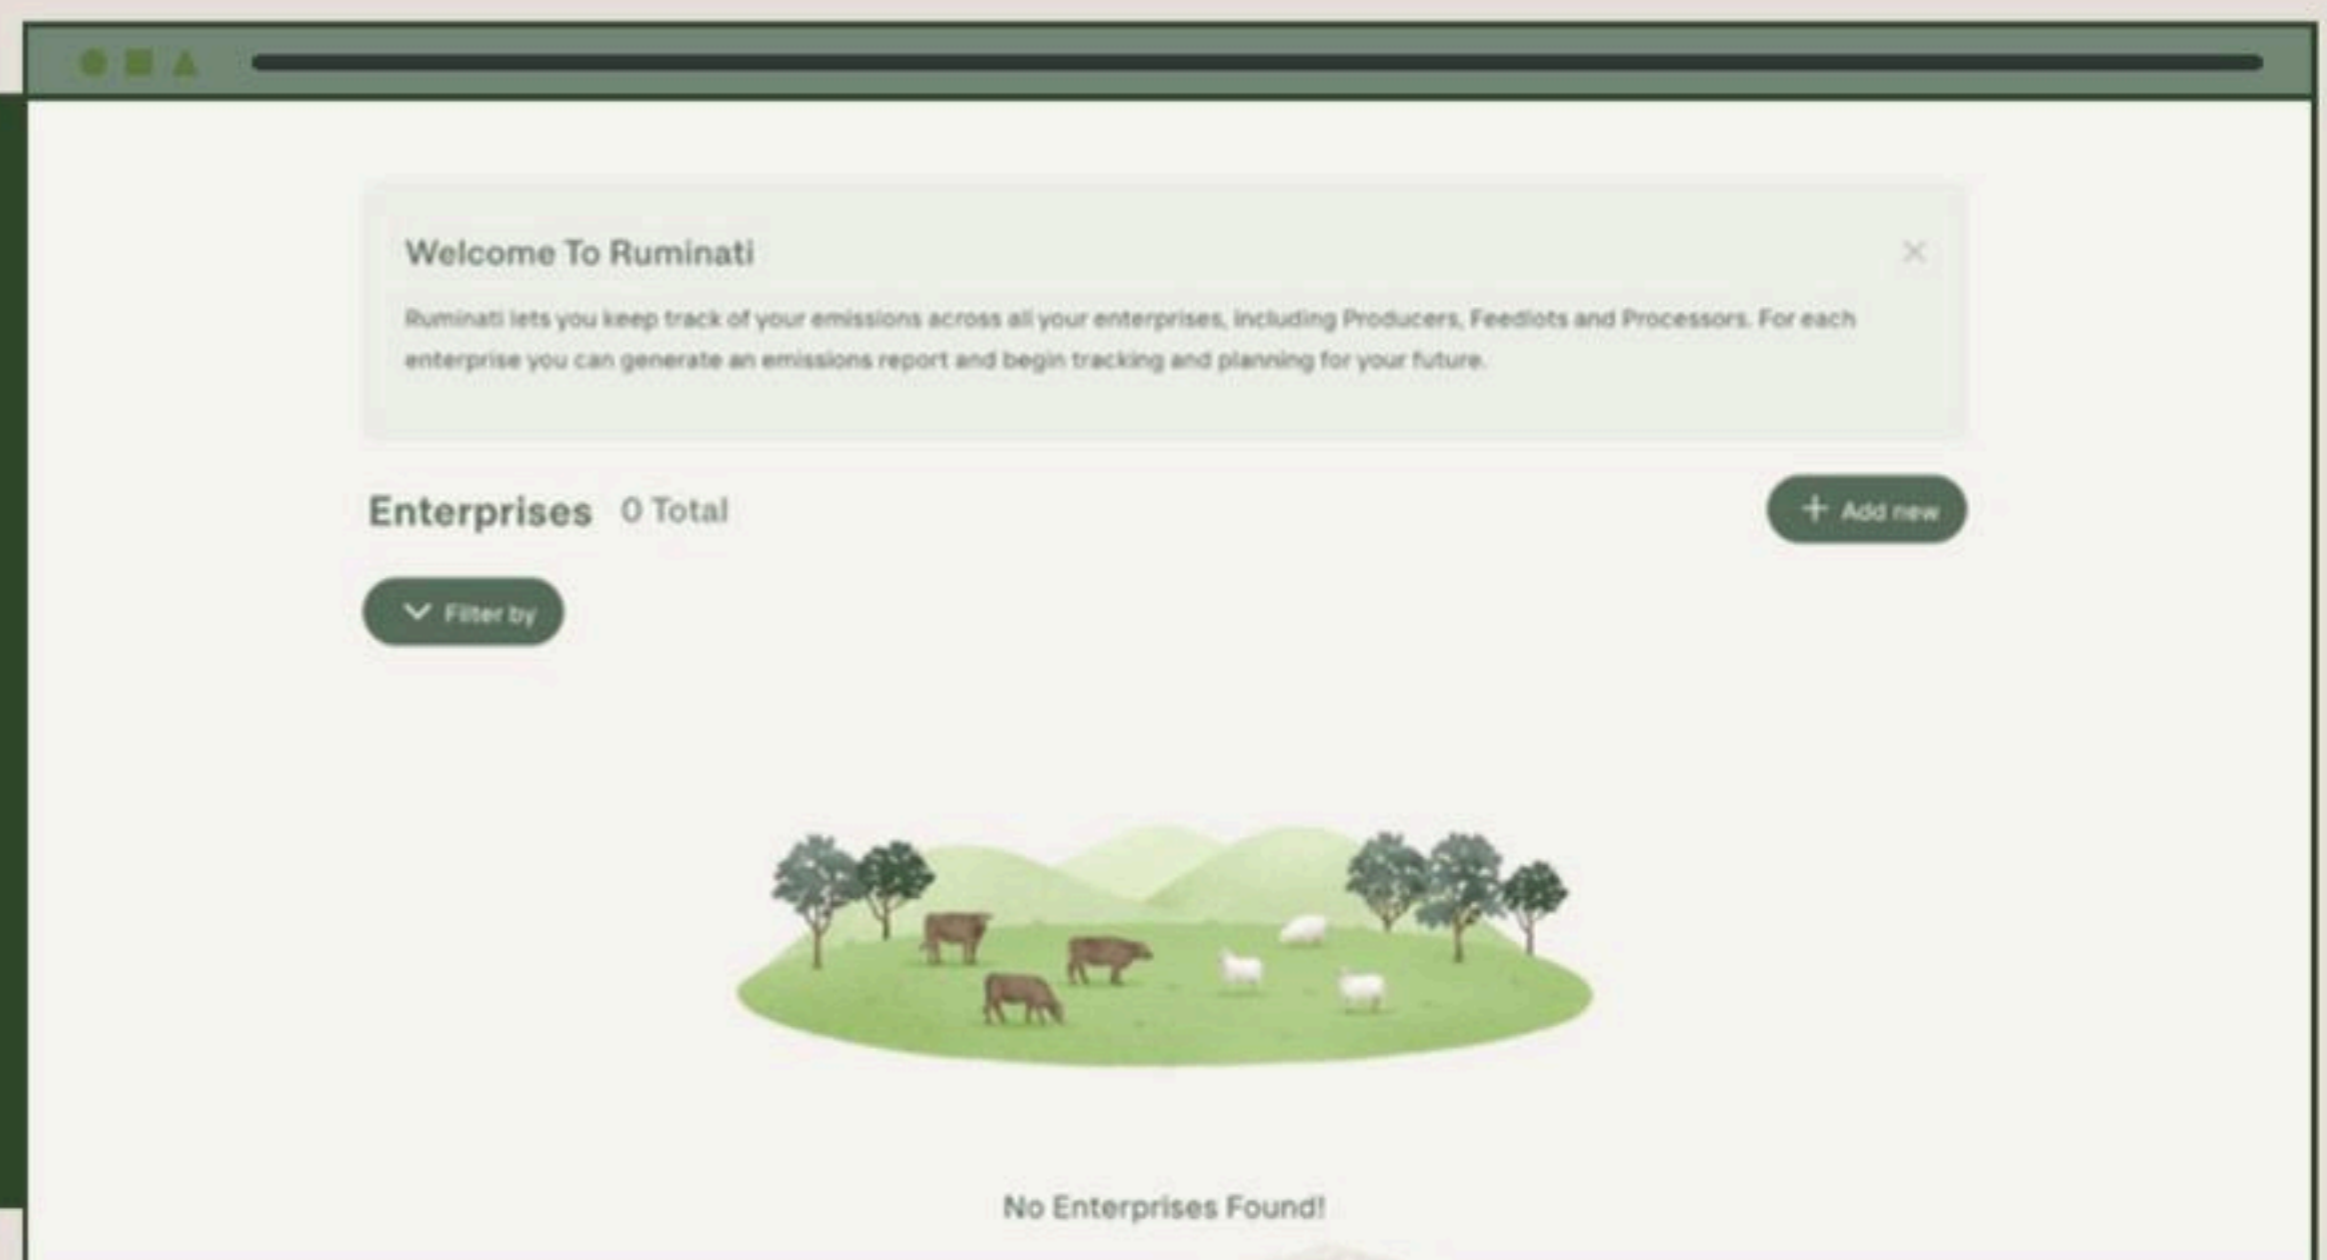 Welcome To Ruminati
Ruminati lets you keep track of your emissions across all your enterprises, including Producers, Feedlots and Processors. For each
enterprise you can generate an emissions report and begin tracking and planning for your future.
Enterprises 0 Total
Add new
Filter by
No Enterprises Found!